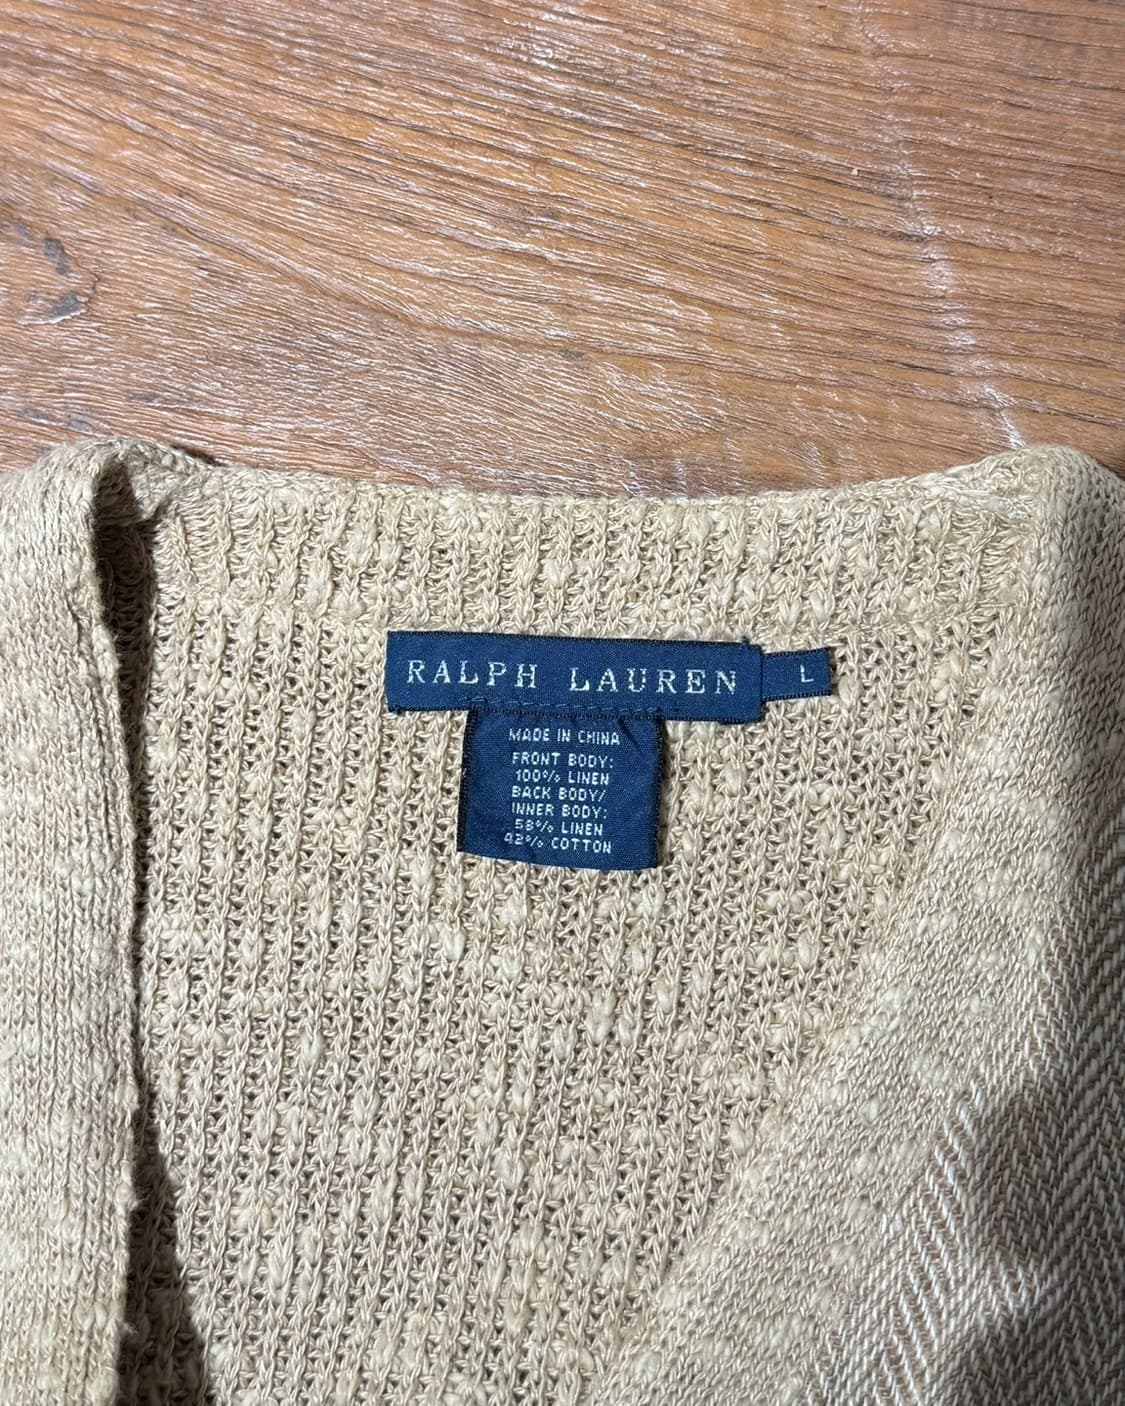 RALPH LAUREN
L
MADE IN CHINA
FRONT BODY:
100% LINEN
BACK BODY/
INNER BODY:
58% LINEN
42% COTTON